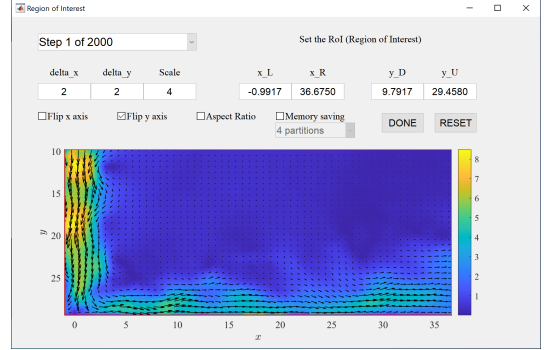 Region of Interest
Step 1 of 2000
Set the RoI (Region of Interest)
delta_x delta_y Scale x_L x_R y_D y_U
2 2 4 -0.9917 36.6750 9.7917 29.4580
Flip x axis Flip y axis Aspect Ratio Memory saving
4 partitions
DONE RESET
10
15
20
25
y
0 5 10 15 20 25 30 35
x
8
7
6
5
4
3
2
1